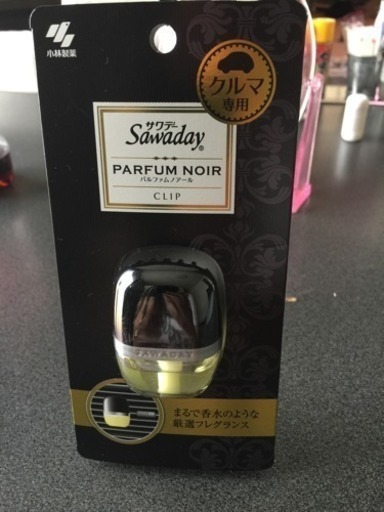 小林製薬
クルマ
専用
サワデー
Sawaday®
PARFUM NOIR
パルファムノアール
CLIP
SAWADAY
まるで香水のような
厳選フレグランス